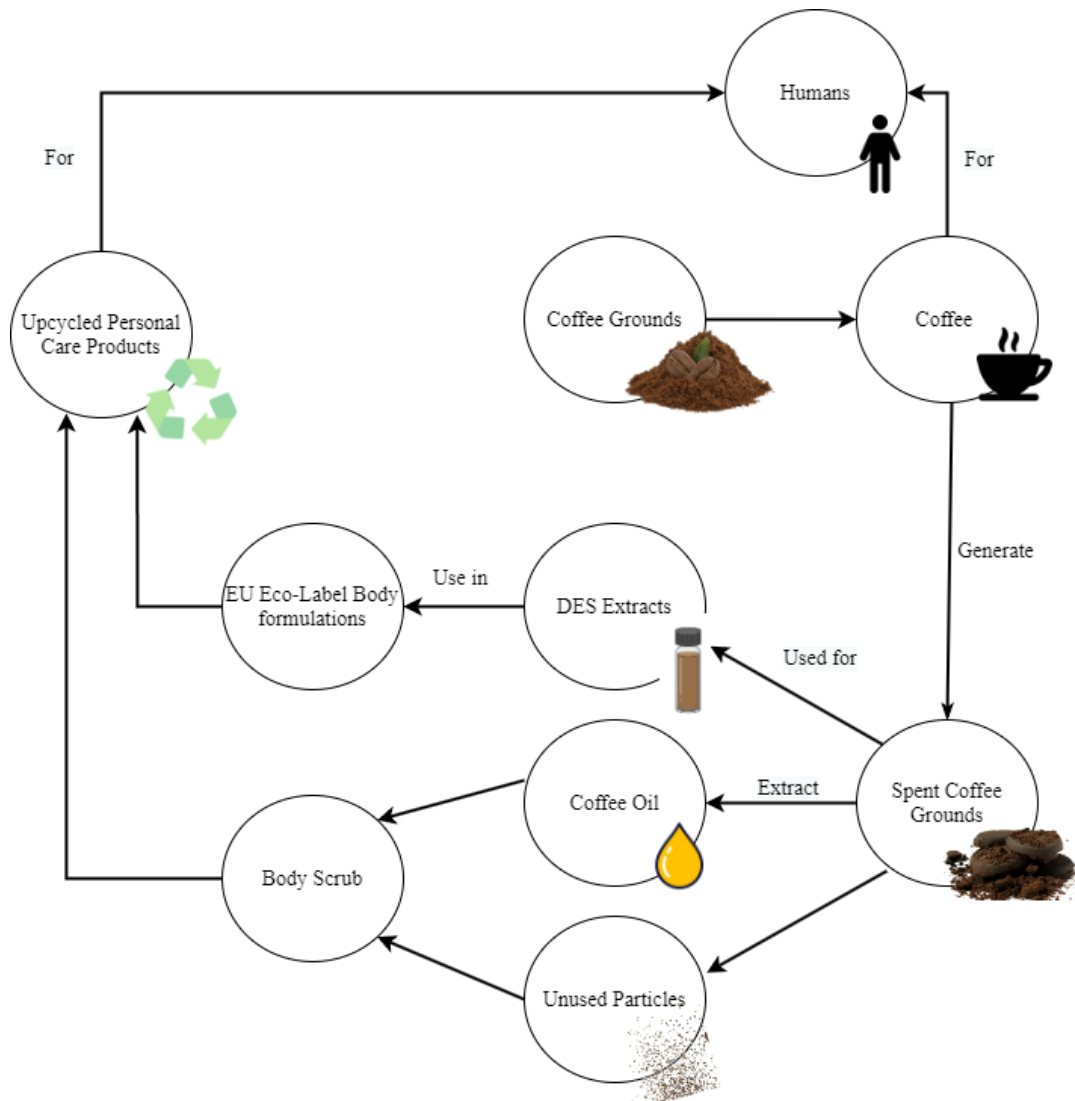 Humans
For
For
Upcycled Personal
Care Products
Coffee Grounds
Coffee
Generate
EU Eco-Label Body
formulations
Use in
DES Extracts
Used for
Coffee Oil
Extract
Spent Coffee
Grounds
Body Scrub
Unused Particles